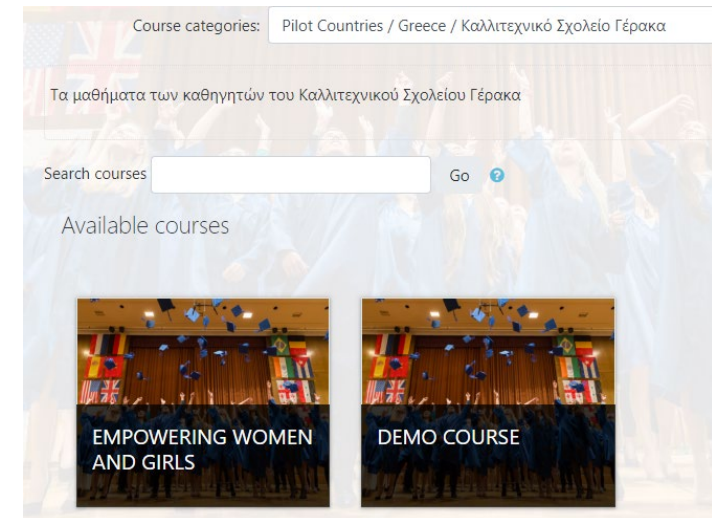 Course categories: Pilot Countries / Greece / Καλλιτεχνικό Σχολείο Γέρακα
Τα μαθήματα των καθηγητών του Καλλιτεχνικού Σχολείου Γέρακα
Search courses Go ?
Available courses
EMPOWERING WOMEN
AND GIRLS
DEMO COURSE